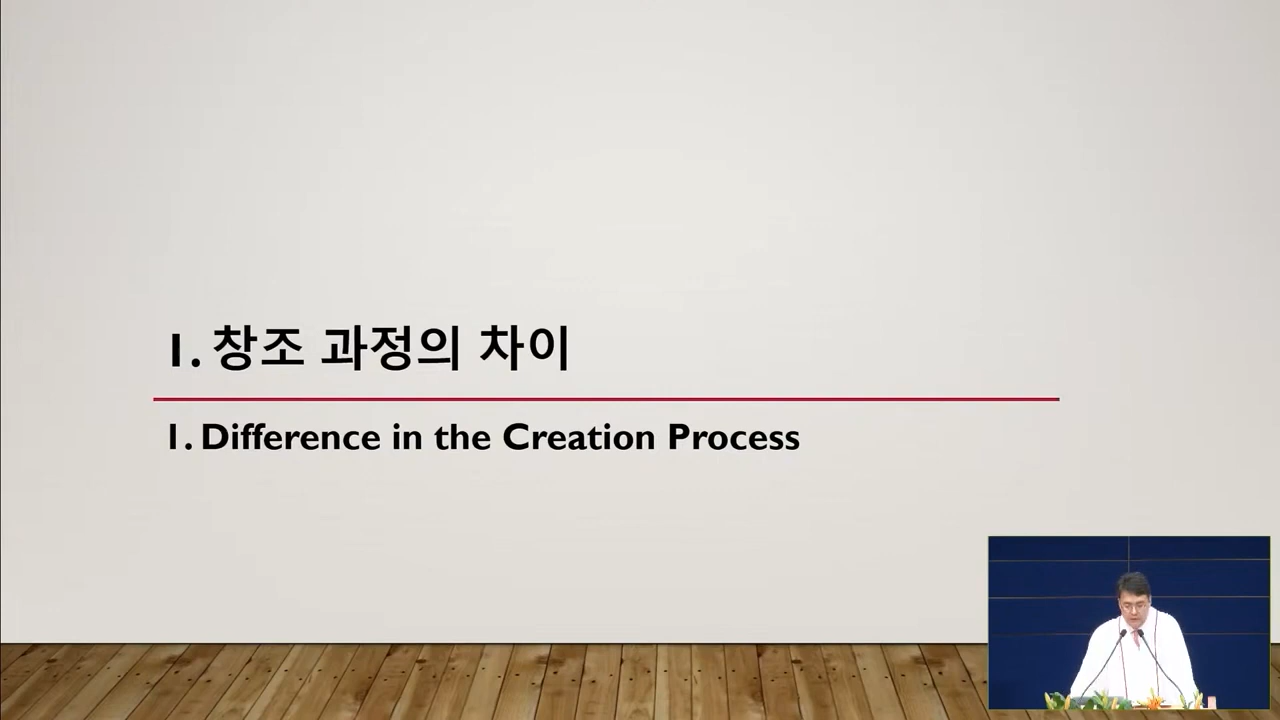 1. 창조 과정의 차이
1. Difference in the Creation Process